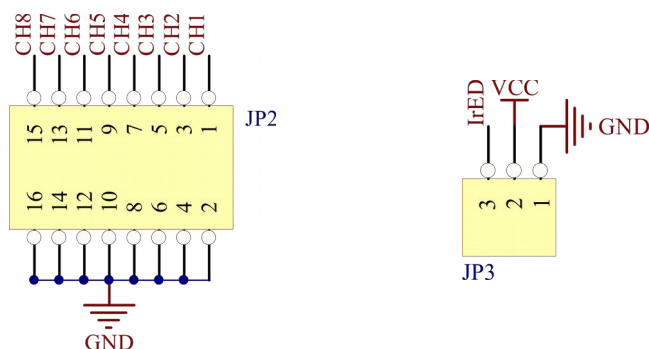 CH8 CH7 CH6 CH5 CH4 CH3 CH2 CH1
15 13 11 9 7 5 3 1
JP2
16 14 12 10 8 6 4 2
GND
IrED VCC
GND
3 2 1
JP3